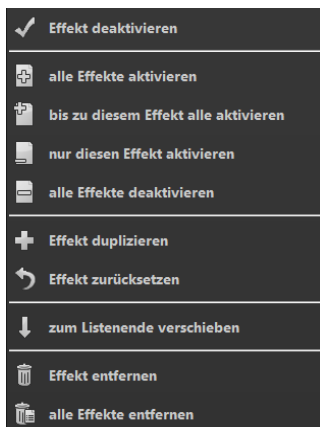 Effekt deaktivieren
alle Effekte aktivieren
bis zu diesem Effekt alle aktivieren
nur diesen Effekt aktivieren
alle Effekte deaktivieren
Effekt duplizieren
Effekt zurücksetzen
zum Listenende verschieben
Effekt entfernen
alle Effekte entfernen